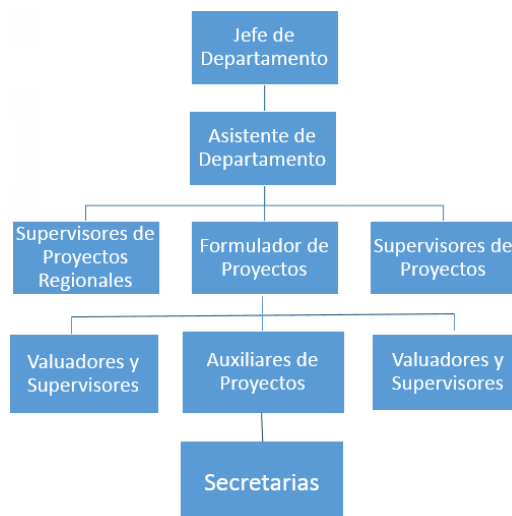 Jefe de
Departamento
Asistente de
Departamento
Supervisores de
Proyectos
Regionales
Formulador de
Proyectos
Supervisores de
Proyectos
Valuadores y
Supervisores
Auxiliares de
Proyectos
Valuadores y
Supervisores
Secretarias